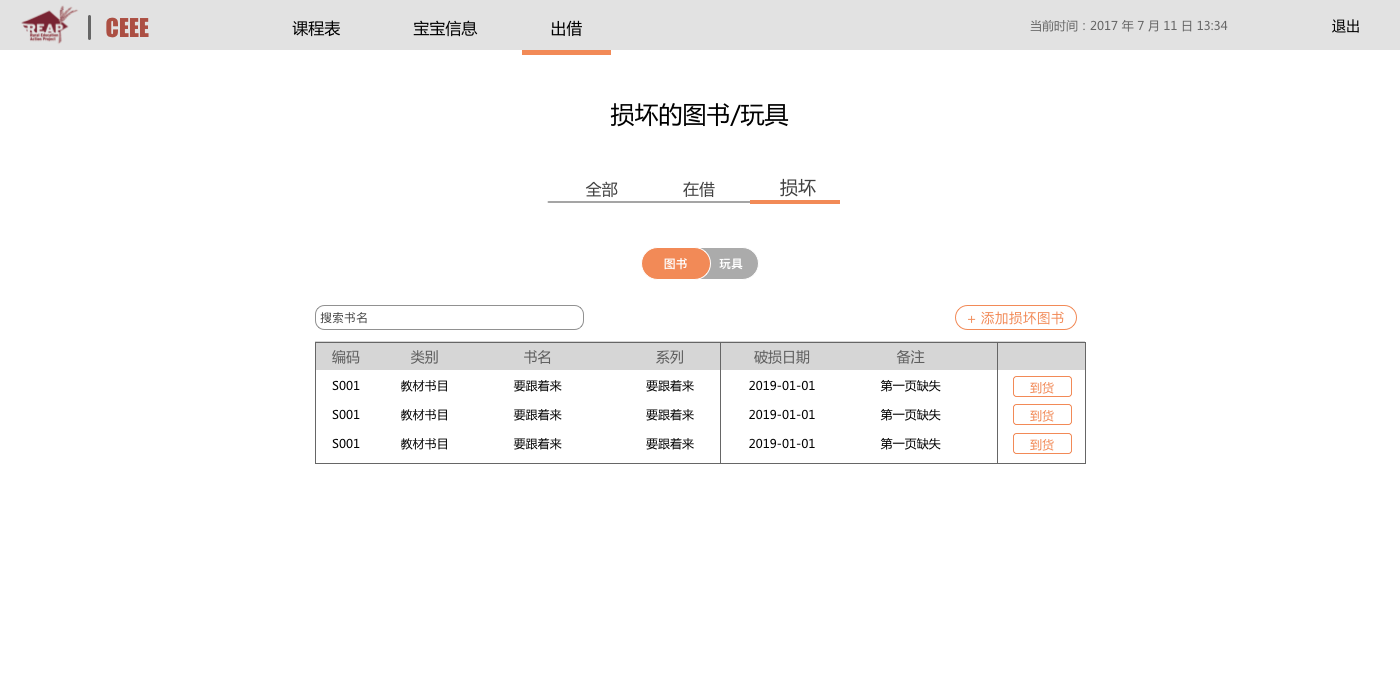 REAP
Rural Education
Action Project
CEEE
课程表 宝宝信息 出借 当前时间：2017 年 7 月 11 日 13:34 退出
损坏的图书/玩具
全部 在借 损坏
图书 玩具
搜索书名 + 添加损坏图书
编码 类别 书名 系列 破损日期 备注
S001 教材书目 要跟着来 要跟着来 2019-01-01 第一页缺失 到货
S001 教材书目 要跟着来 要跟着来 2019-01-01 第一页缺失 到货
S001 教材书目 要跟着来 要跟着来 2019-01-01 第一页缺失 到货